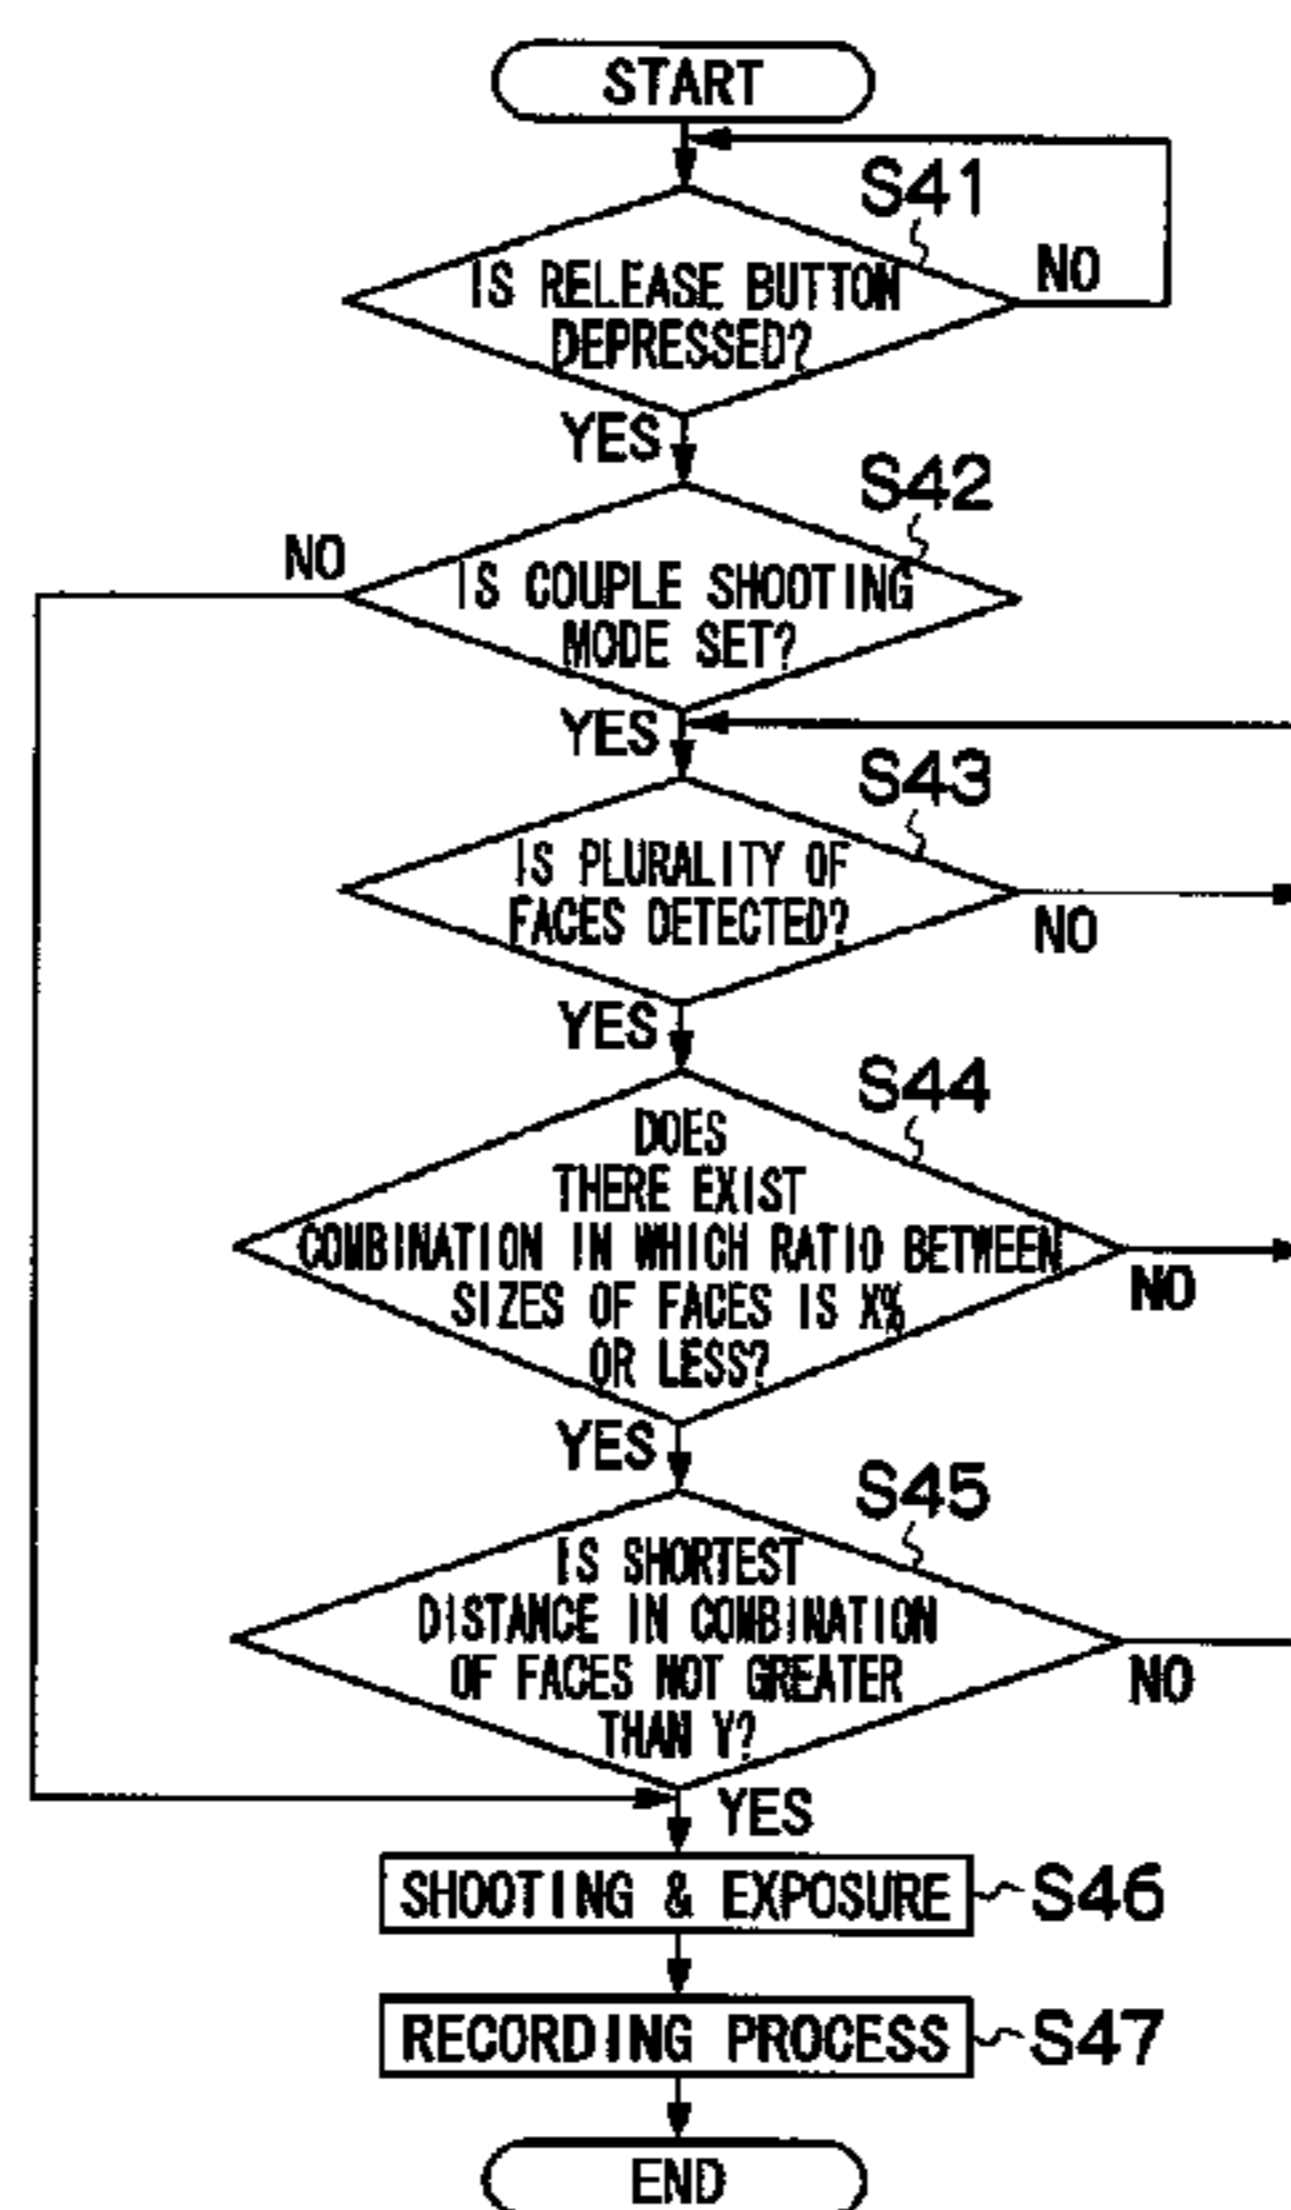 START
S41
IS RELEASE BUTTON
DEPRESSED?
NO
YES
S42
NO
IS COUPLE SHOOTING
MODE SET?
YES
S43
IS PLURALITY OF
FACES DETECTED?
NO
YES
S44
DOES
THERE EXIST
COMBINATION IN WHICH RATIO BETWEEN
SIZES OF FACES IS X%
OR LESS?
NO
YES
S45
IS SHORTEST
DISTANCE IN COMBINATION
OF FACES NOT GREATER
THAN Y?
NO
YES
SHOOTING & EXPOSURE
S46
RECORDING PROCESS
S47
END